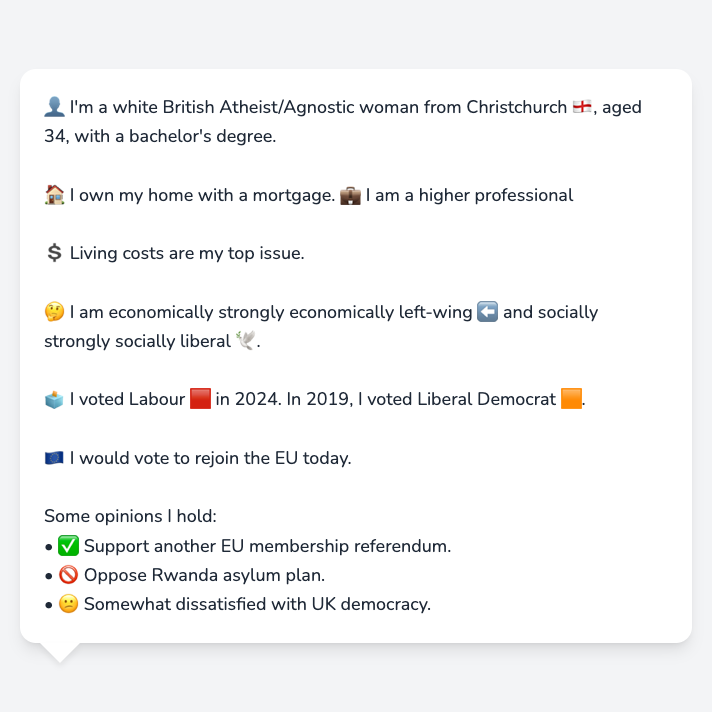 👤 I'm a white British Atheist/Agnostic woman from Christchurch 🏴󠁧󠁢󠁥󠁮󠁧󠁿, aged
34, with a bachelor's degree.
🏠 I own my home with a mortgage. 💼 I am a higher professional
💲 Living costs are my top issue.
🤔 I am economically strongly economically left-wing ⬅️ and socially
strongly socially liberal 🕊️.
🗳️ I voted Labour 🟥 in 2024. In 2019, I voted Liberal Democrat 🟧.
🇪🇺 I would vote to rejoin the EU today.
Some opinions I hold:
• ✅ Support another EU membership referendum.
• 🚫 Oppose Rwanda asylum plan.
• 😕 Somewhat dissatisfied with UK democracy.